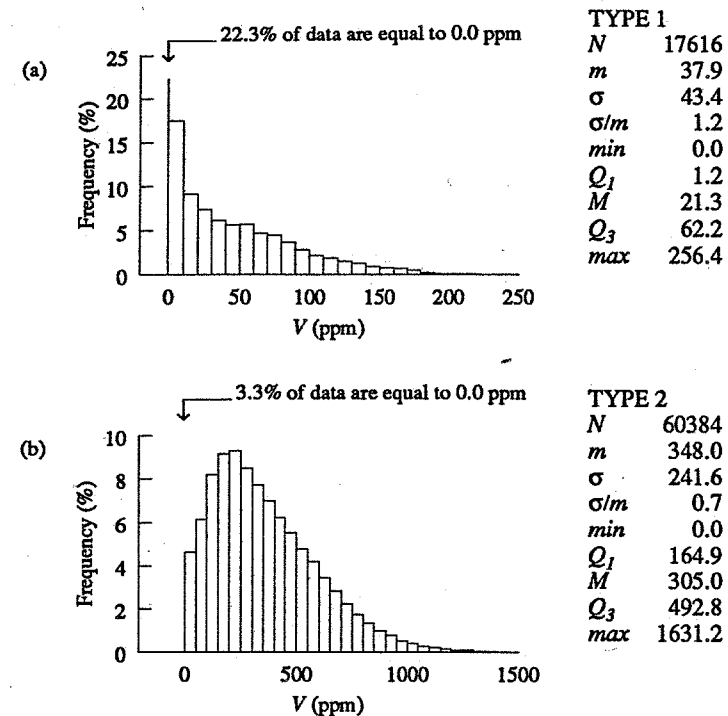 22.3% of data are equal to 0.0 ppm
(a)
Frequency (%)
25
20
15
10
5
0
0 50 100 150 200 250
V (ppm)
TYPE 1
N 17616
m 37.9
σ 43.4
σ/m 1.2
min 0.0
Q1 1.2
M 21.3
Q3 62.2
max 256.4
3.3% of data are equal to 0.0 ppm
(b)
Frequency (%)
10
8
6
4
2
0
0 500 1000 1500
V (ppm)
TYPE 2
N 60384
m 348.0
σ 241.6
σ/m 0.7
min 0.0
Q1 164.9
M 305.0
Q3 492.8
max 1631.2